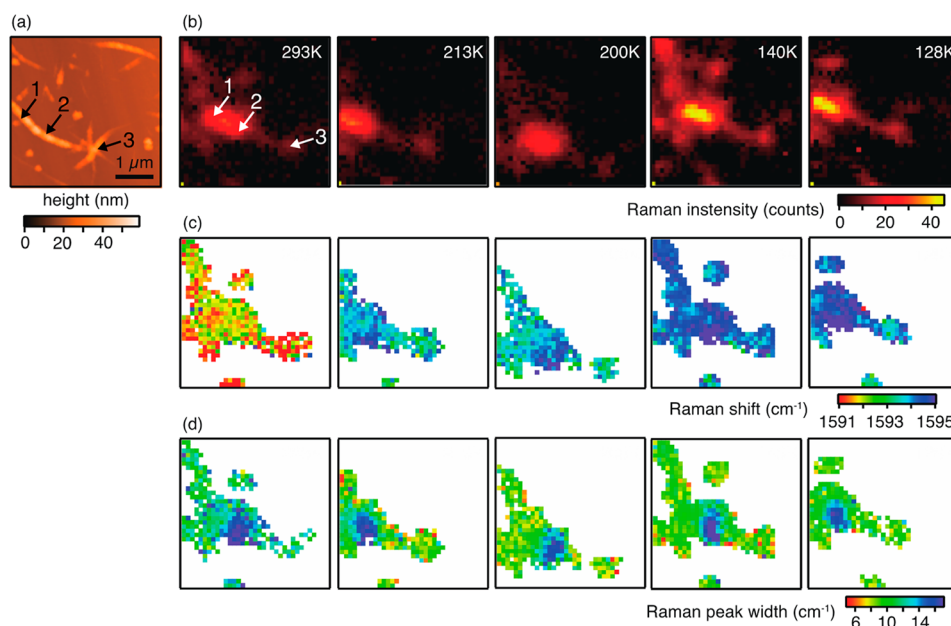 (a)
(b)
293K
213K
200K
140K
128K
1
2
3
1 μm
1
2
3
height (nm)
0 20 40
Raman instensity (counts)
0 20 40
(c)
Raman shift (cm-1)
1591 1593 1595
(d)
Raman peak width (cm-1)
6 10 14